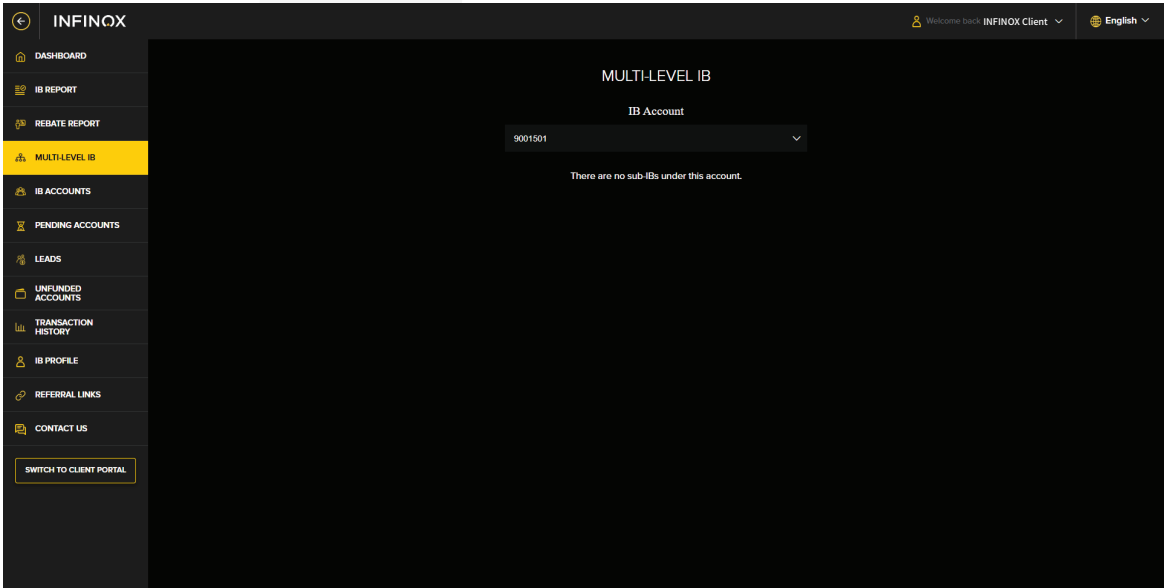 INFINOX
Welcome back INFINOX Client
English
DASHBOARD
IB REPORT
REBATE REPORT
MULTI-LEVEL IB
IB ACCOUNTS
PENDING ACCOUNTS
LEADS
UNFUNDED
ACCOUNTS
TRANSACTION
HISTORY
IB PROFILE
REFERRAL LINKS
CONTACT US
SWITCH TO CLIENT PORTAL
MULTI-LEVEL IB
IB Account
9001501
There are no sub-IBs under this account.